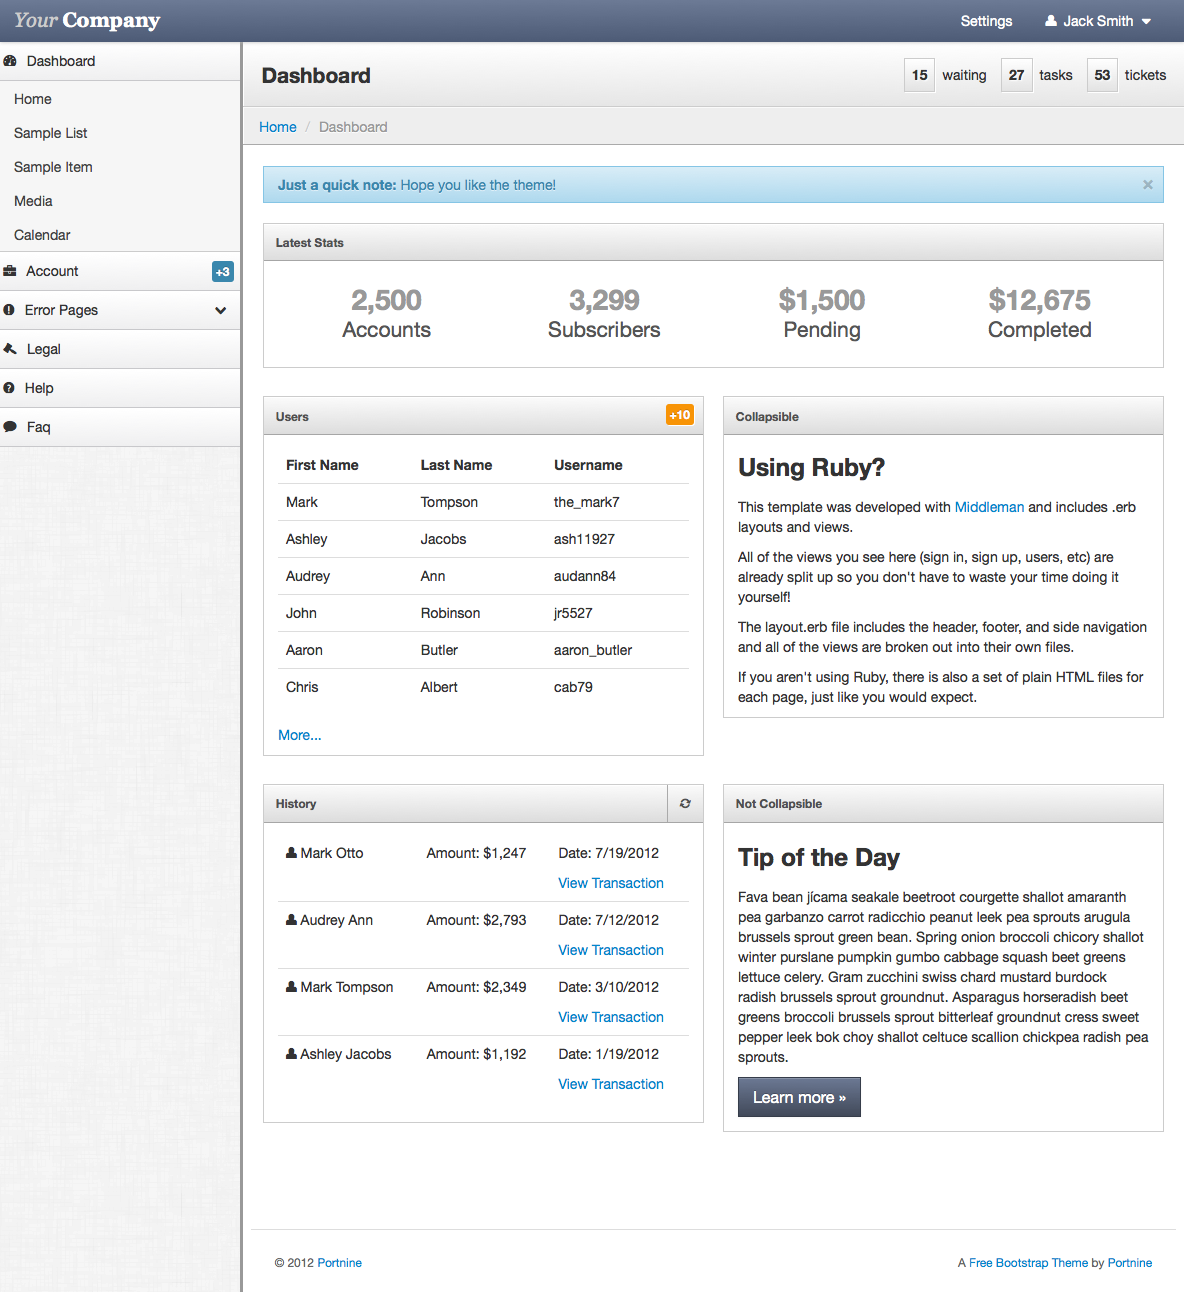 Your Company
Settings
Jack Smith
Dashboard
Home
Sample List
Sample Item
Media
Calendar
Account
+3
Error Pages
Legal
Help
Faq
Dashboard
15 waiting 27 tasks 53 tickets
Home / Dashboard
Just a quick note: Hope you like the theme! ×
Latest Stats
2,500 3,299 $1,500 $12,675
Accounts Subscribers Pending Completed
Users +10
First Name Last Name Username
Mark Tompson the_mark7
Ashley Jacobs ash11927
Audrey Ann audann84
John Robinson jr5527
Aaron Butler aaron_butler
Chris Albert cab79
More...
Collapsible
Using Ruby?
This template was developed with Middleman and includes .erb
layouts and views.
All of the views you see here (sign in, sign up, users, etc) are
already split up so you don't have to waste your time doing it
yourself!
The layout.erb file includes the header, footer, and side navigation
and all of the views are broken out into their own files.
If you aren't using Ruby, there is also a set of plain HTML files for
each page, just like you would expect.
History
Mark Otto Amount: $1,247 Date: 7/19/2012
View Transaction
Audrey Ann Amount: $2,793 Date: 7/12/2012
View Transaction
Mark Tompson Amount: $2,349 Date: 3/10/2012
View Transaction
Ashley Jacobs Amount: $1,192 Date: 1/19/2012
View Transaction
Not Collapsible
Tip of the Day
Fava bean jícama seakale beetroot courgette shallot amaranth
pea garbanzo carrot radicchio peanut leek pea sprouts arugula
brussels sprout green bean. Spring onion broccoli chicory shallot
winter purslane pumpkin gumbo cabbage squash beet greens
lettuce celery. Gram zucchini swiss chard mustard burdock
radish brussels sprout groundnut. Asparagus horseradish beet
greens broccoli brussels sprout bitterleaf groundnut cress sweet
pepper leek bok choy shallot celtuce scallion chickpea radish pea
sprouts.
Learn more »
© 2012 Portnine
A Free Bootstrap Theme by Portnine